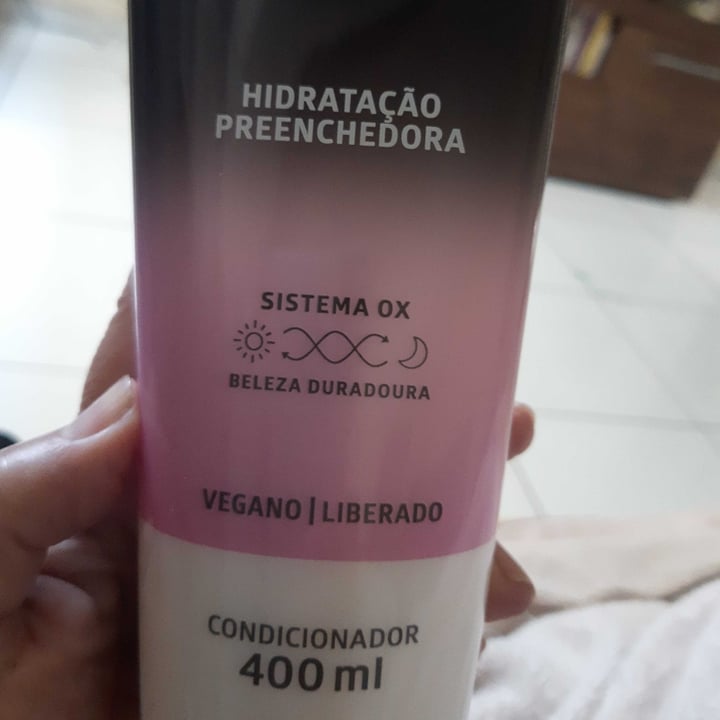 HIDRATAÇÃO
PREENCHEDORA
SISTEMA OX
BELEZA DURADOURA
VEGANO | LIBERADO
CONDICIONADOR
400 ml